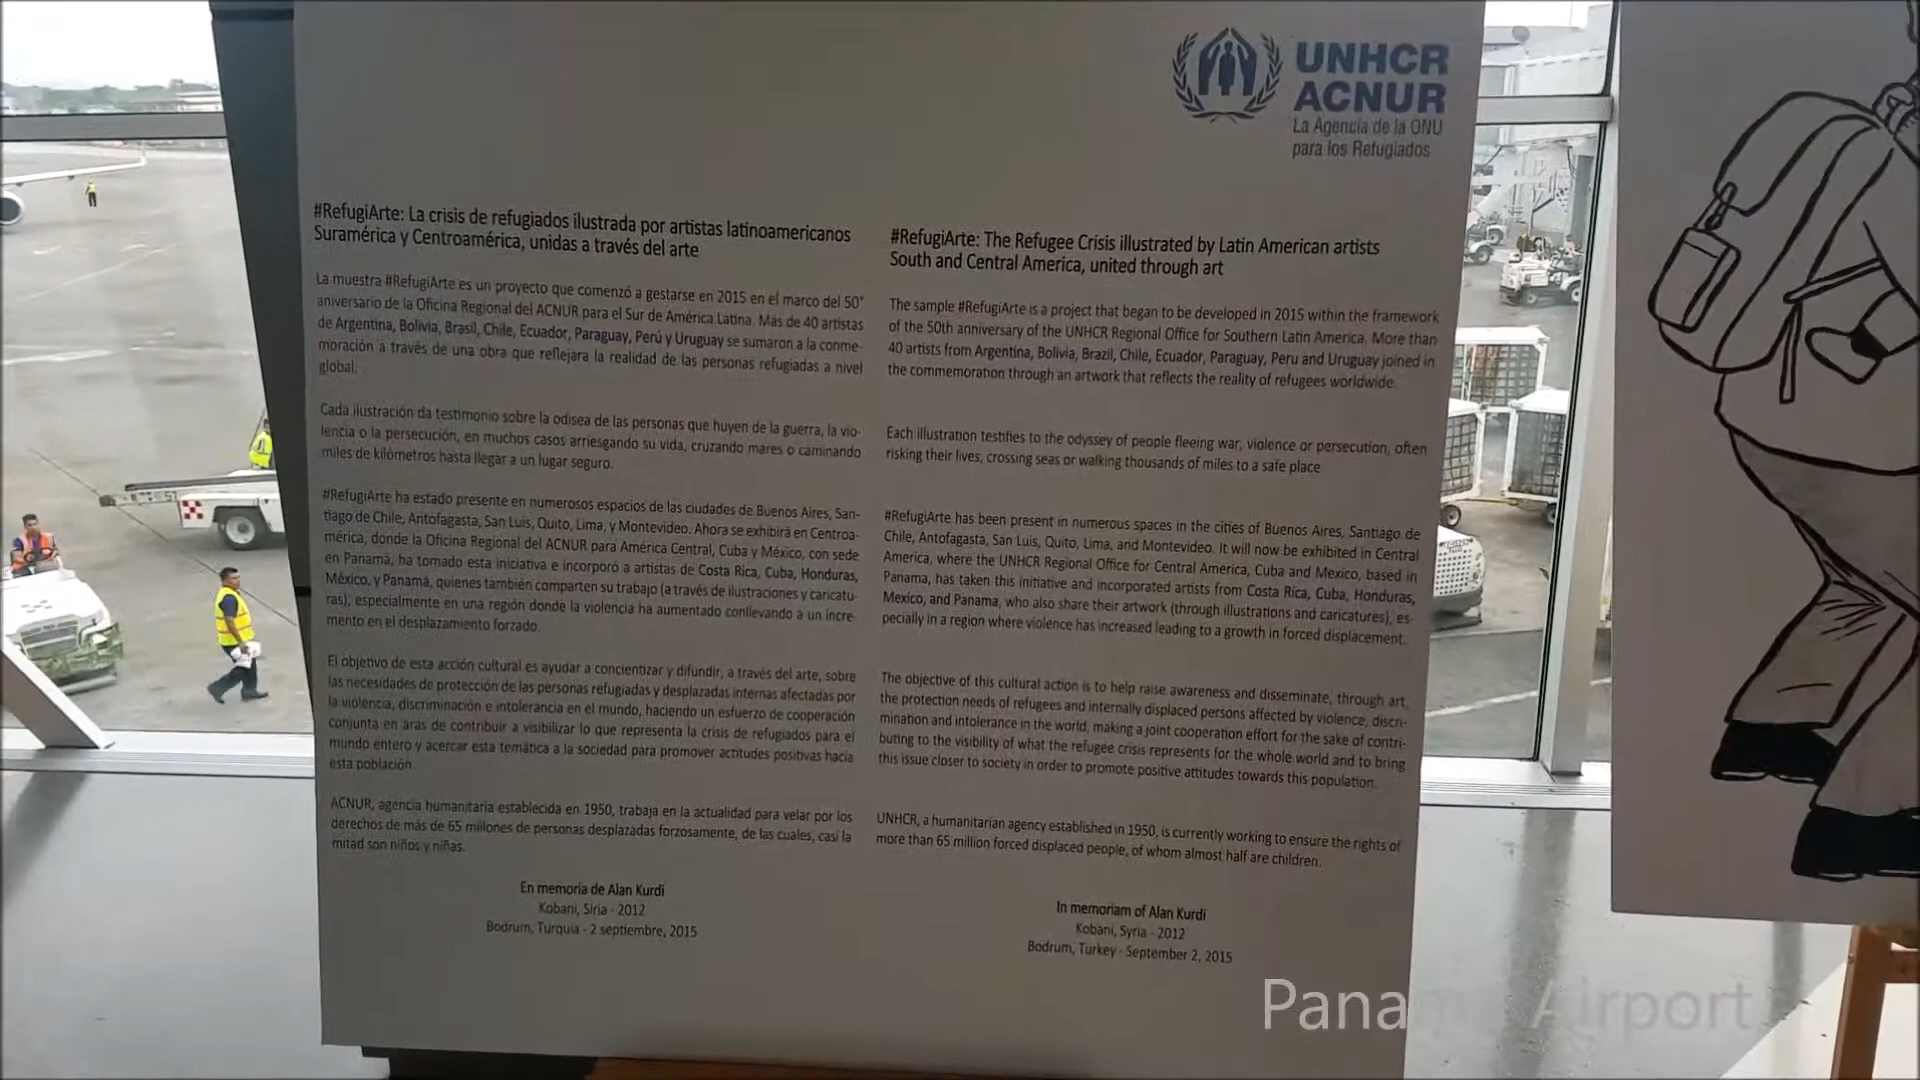 UNHCR
ACNUR
La Agencia de la ONU
para los Refugiados
#RefugiArte: La crisis de refugiados ilustrada por artistas latinoamericanos
Suramérica y Centroamérica, unidas a través del arte
La muestra #RefugiArte es un proyecto que comenzó a gestarse en 2015 en el marco del 50°
aniversario de la Oficina Regional del ACNUR para el Sur de América Latina. Más de 40 artistas
de Argentina, Bolivia, Brasil, Chile, Ecuador, Paraguay, Perú y Uruguay se sumaron a la conme-
moración a través de una obra que reflejara la realidad de las personas refugiadas a nivel
global.
Cada ilustración da testimonio sobre la odisea de las personas que huyen de la guerra, la vio-
lencia o la persecución, en muchos casos arriesgando su vida, cruzando mares o caminando
miles de kilómetros hasta llegar a un lugar seguro.
#RefugiArte ha estado presente en numerosos espacios de las ciudades de Buenos Aires, San-
tiago de Chile, Antofagasta, San Luis, Quito, Lima, y Montevideo. Ahora se exhibirá en Centroa-
mérica, donde la Oficina Regional del ACNUR para América Central, Cuba y México, con sede
en Panamá, ha tomado esta iniciativa e incorporó a artistas de Costa Rica, Cuba, Honduras,
México, y Panamá, quienes también comparten su trabajo (a través de ilustraciones y caricatu-
ras), especialmente en una región donde la violencia ha aumentado conllevando a un incre-
mento en el desplazamiento forzado.
El objetivo de esta acción cultural es ayudar a concientizar y difundir, a través del arte, sobre
las necesidades de protección de las personas refugiadas y desplazadas internas afectadas por
la violencia, discriminación e intolerancia en el mundo, haciendo un esfuerzo de cooperación
conjunta en aras de contribuir a visibilizar lo que representa la crisis de refugiados para el
mundo entero y acercar esta temática a la sociedad para promover actitudes positivas hacia
esta población.
ACNUR, agencia humanitaria establecida en 1950, trabaja en la actualidad para velar por los
derechos de más de 65 millones de personas desplazadas forzosamente, de las cuales, casi la
mitad son niños y niñas.
En memoria de Alan Kurdi
Kobani, Siria - 2012
Bodrum, Turquia - 2 septiembre, 2015
#RefugiArte: The Refugee Crisis illustrated by Latin American artists
South and Central America, united through art
The sample #RefugiArte is a project that began to be developed in 2015 within the framework
of the 50th anniversary of the UNHCR Regional Office for Southern Latin America. More than
40 artists from Argentina, Bolivia, Brazil, Chile, Ecuador, Paraguay, Peru and Uruguay joined in
the commemoration through an artwork that reflects the reality of refugees worldwide.
Each illustration testifies to the odyssey of people fleeing war, violence or persecution, often
risking their lives, crossing seas or walking thousands of miles to a safe place
#RefugiArte has been present in numerous spaces in the cities of Buenos Aires, Santiago de
Chile, Antofagasta, San Luis, Quito, Lima, and Montevideo. It will now be exhibited in Central
America, where the UNHCR Regional Office for Central America, Cuba and Mexico, based in
Panama, has taken this initiative and incorporated artists from Costa Rica, Cuba, Honduras,
Mexico, and Panama, who also share their artwork (through illustrations and caricatures), es-
pecially in a region where violence has increased leading to a growth in forced displacement.
The objective of this cultural action is to help raise awareness and disseminate, through art,
the protection needs of refugees and internally displaced persons affected by violence, discri-
mination and intolerance in the world, making a joint cooperation effort for the sake of contri-
buting to the visibility of what the refugee crisis represents for the whole world and to bring
this issue closer to society in order to promote positive attitudes towards this population.
UNHCR, a humanitarian agency established in 1950, is currently working to ensure the rights of
more than 65 million forced displaced people, of whom almost half are children.
In memoriam of Alan Kurdi
Kobani, Syria - 2012
Bodrum, Turkey - September 2, 2015
Panama Airport